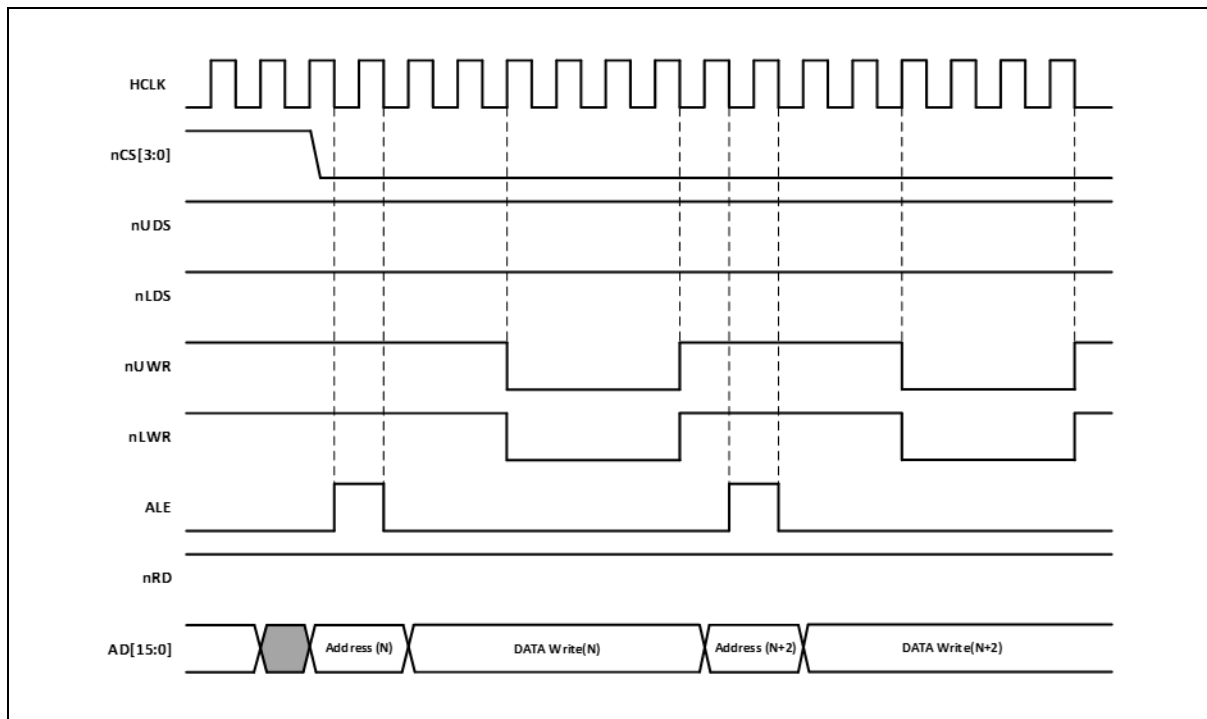 HCLK
nCS[3:0]
nUDS
nLDS
nUWR
nLWR
ALE
nRD
AD[15:0]
Address (N)
DATA Write(N)
Address (N+2)
DATA Write(N+2)